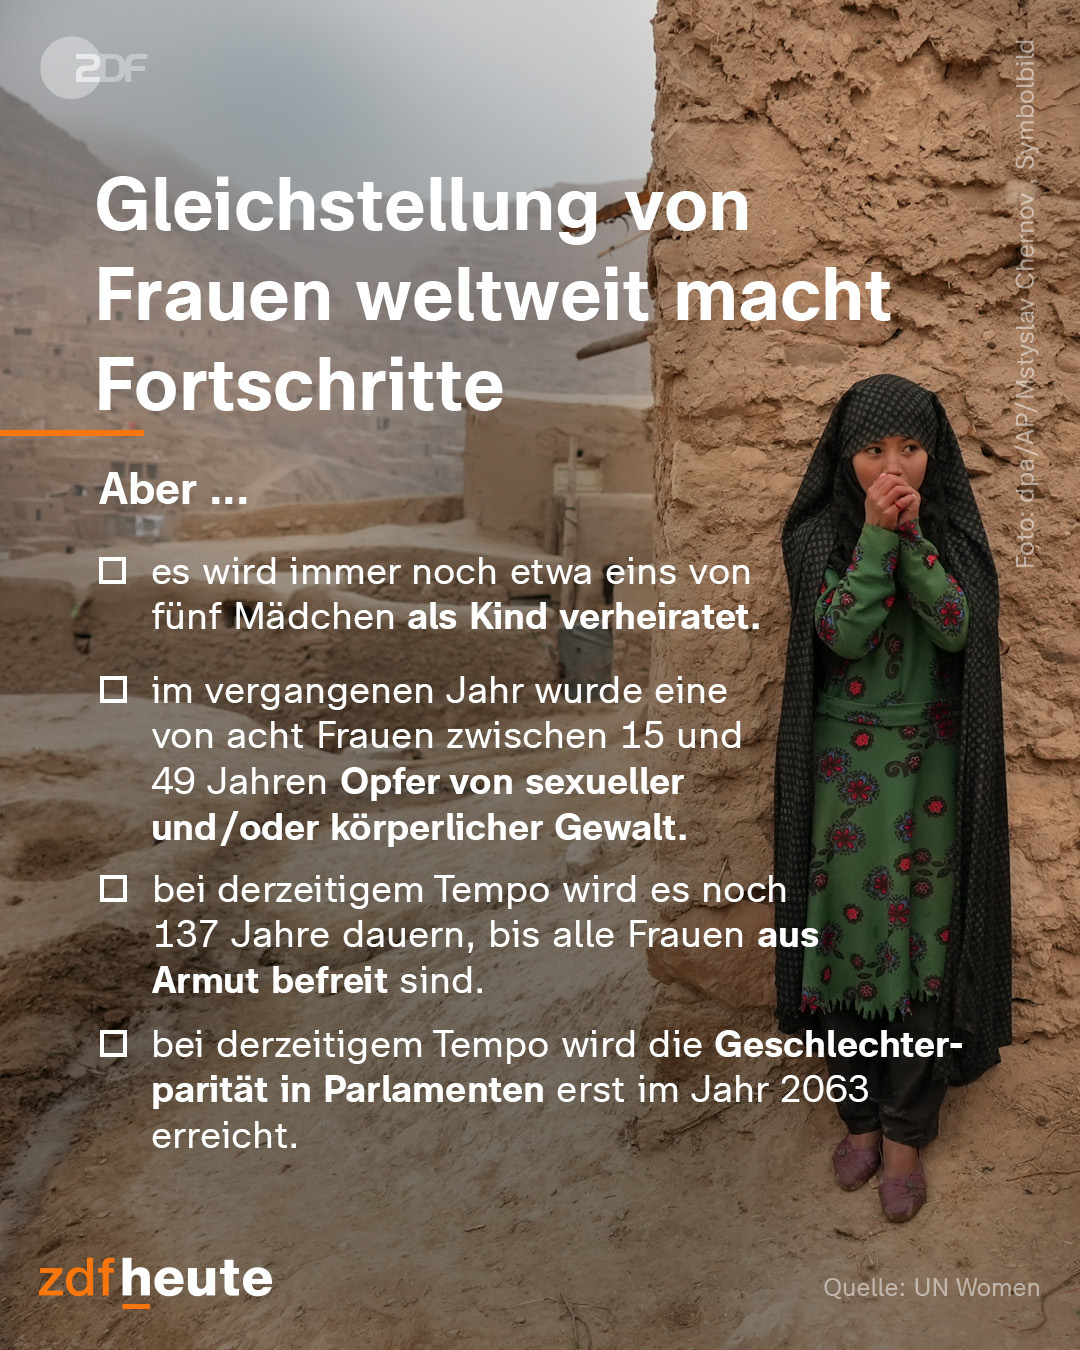 ZDF
Gleichstellung von
Frauen weltweit macht
Fortschritte
Aber ...
es wird immer noch etwa eins von
fünf Mädchen als Kind verheiratet.
im vergangenen Jahr wurde eine
von acht Frauen zwischen 15 und
49 Jahren Opfer von sexueller
und/oder körperlicher Gewalt.
bei derzeitigem Tempo wird es noch
137 Jahre dauern, bis alle Frauen aus
Armut befreit sind.
bei derzeitigem Tempo wird die Geschlechter-
parität in Parlamenten erst im Jahr 2063
erreicht.
Foto: dpa/AP/Mstyslav Chernov / Symbolbild
zdfheute
Quelle: UN Women